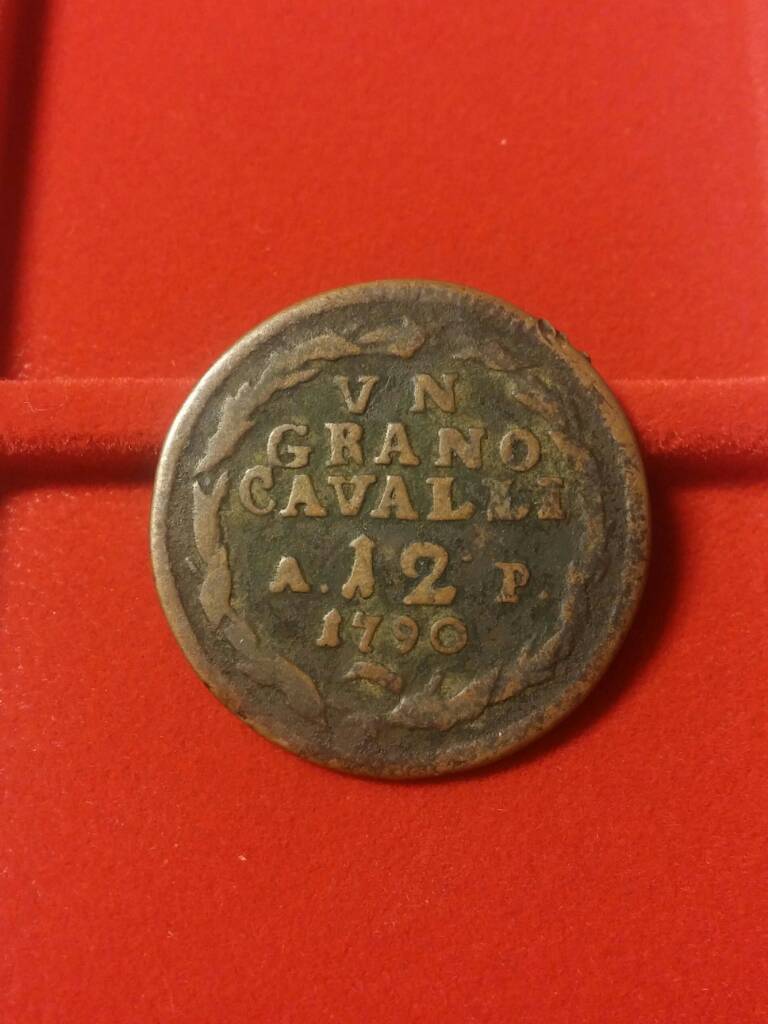 VN
GRANO
CAVALLI
A. 12 P.
1790